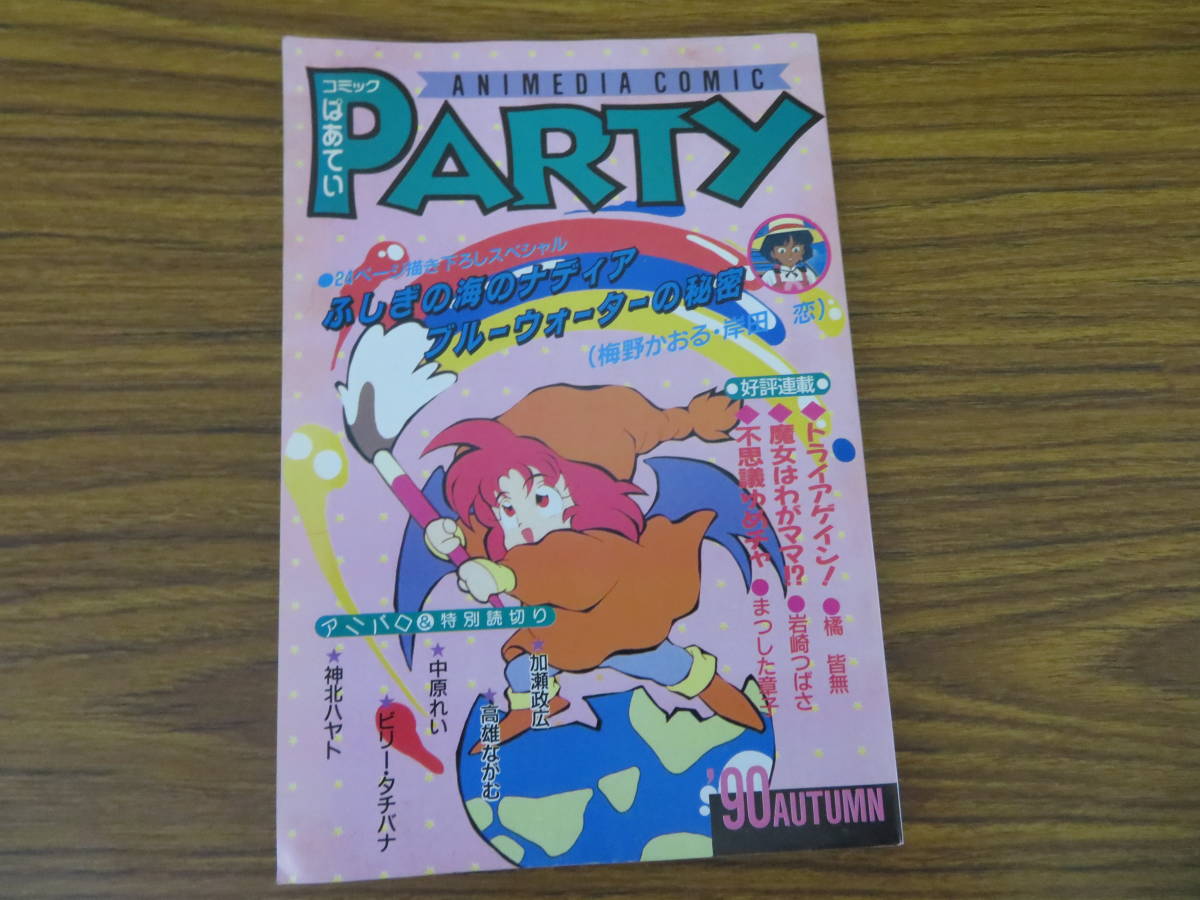 ANIMEDIA COMIC
コミック
ぱあてい
PARTY
●24ページ描き下ろしスペシャル
ふしぎの海のナディア
ブルーウォーターの秘密
(梅野かおる・岸田　恋)
●好評連載●
◆トライアゲイン!●橘　皆無
◆魔女はわがママ!?●岩崎つばさ
◆不思議ゆめチャ●まつした章子
アニパロ&特別読切り
★加瀬政広
★高雄ながむ
★中原れい
★ビリー・タチバナ
★神北ハヤト
'90 AUTUMN